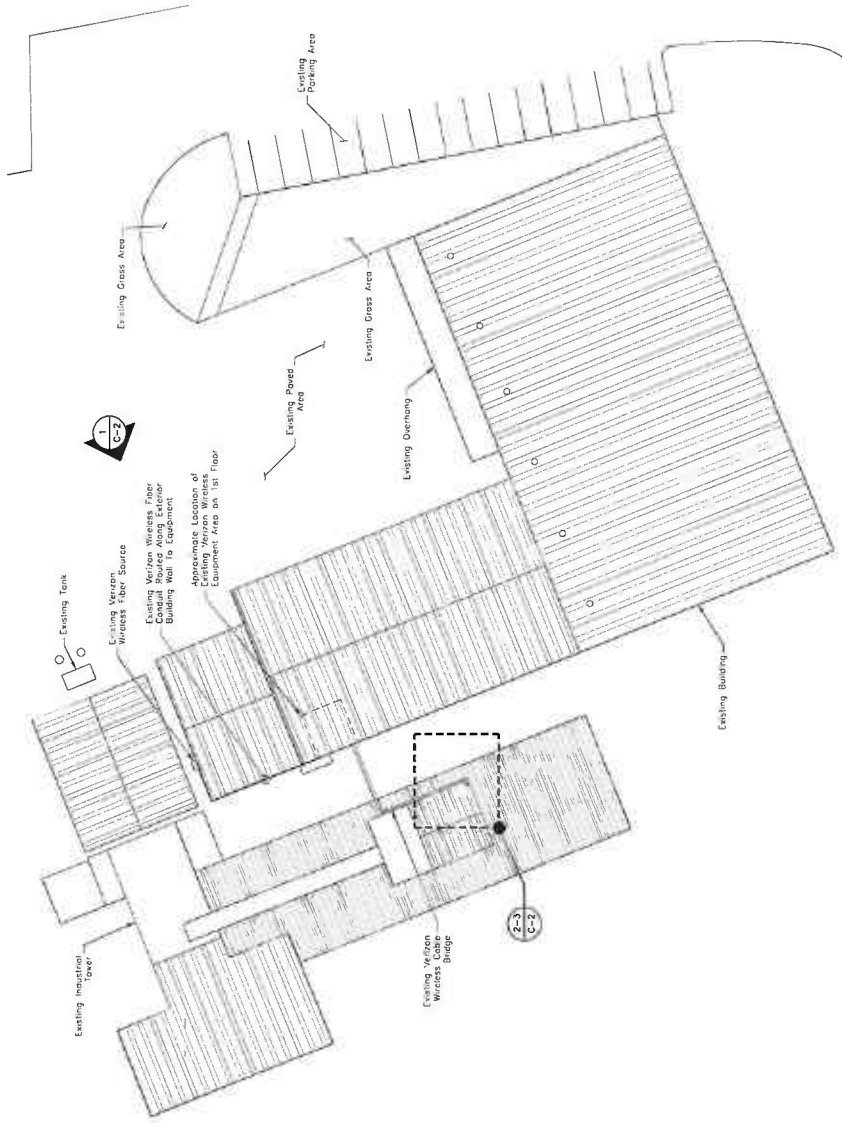 Existing Grass Area
Existing
Parking Area
Existing Grass Area
Existing Paved
Area
1
C-2
Existing Overhang
Existing Tank
Existing Verizon
Wireless Fiber Source
Existing Verizon Wireless Fiber
Conduit Routed Along Exterior
Building Wall To Equipment
Approximate Location of
Existing Verizon Wireless
Equipment Area on 1st Floor
Existing Building
Existing Industrial
Tower
Existing Verizon
Wireless Cable
Bridge
2-3
C-2